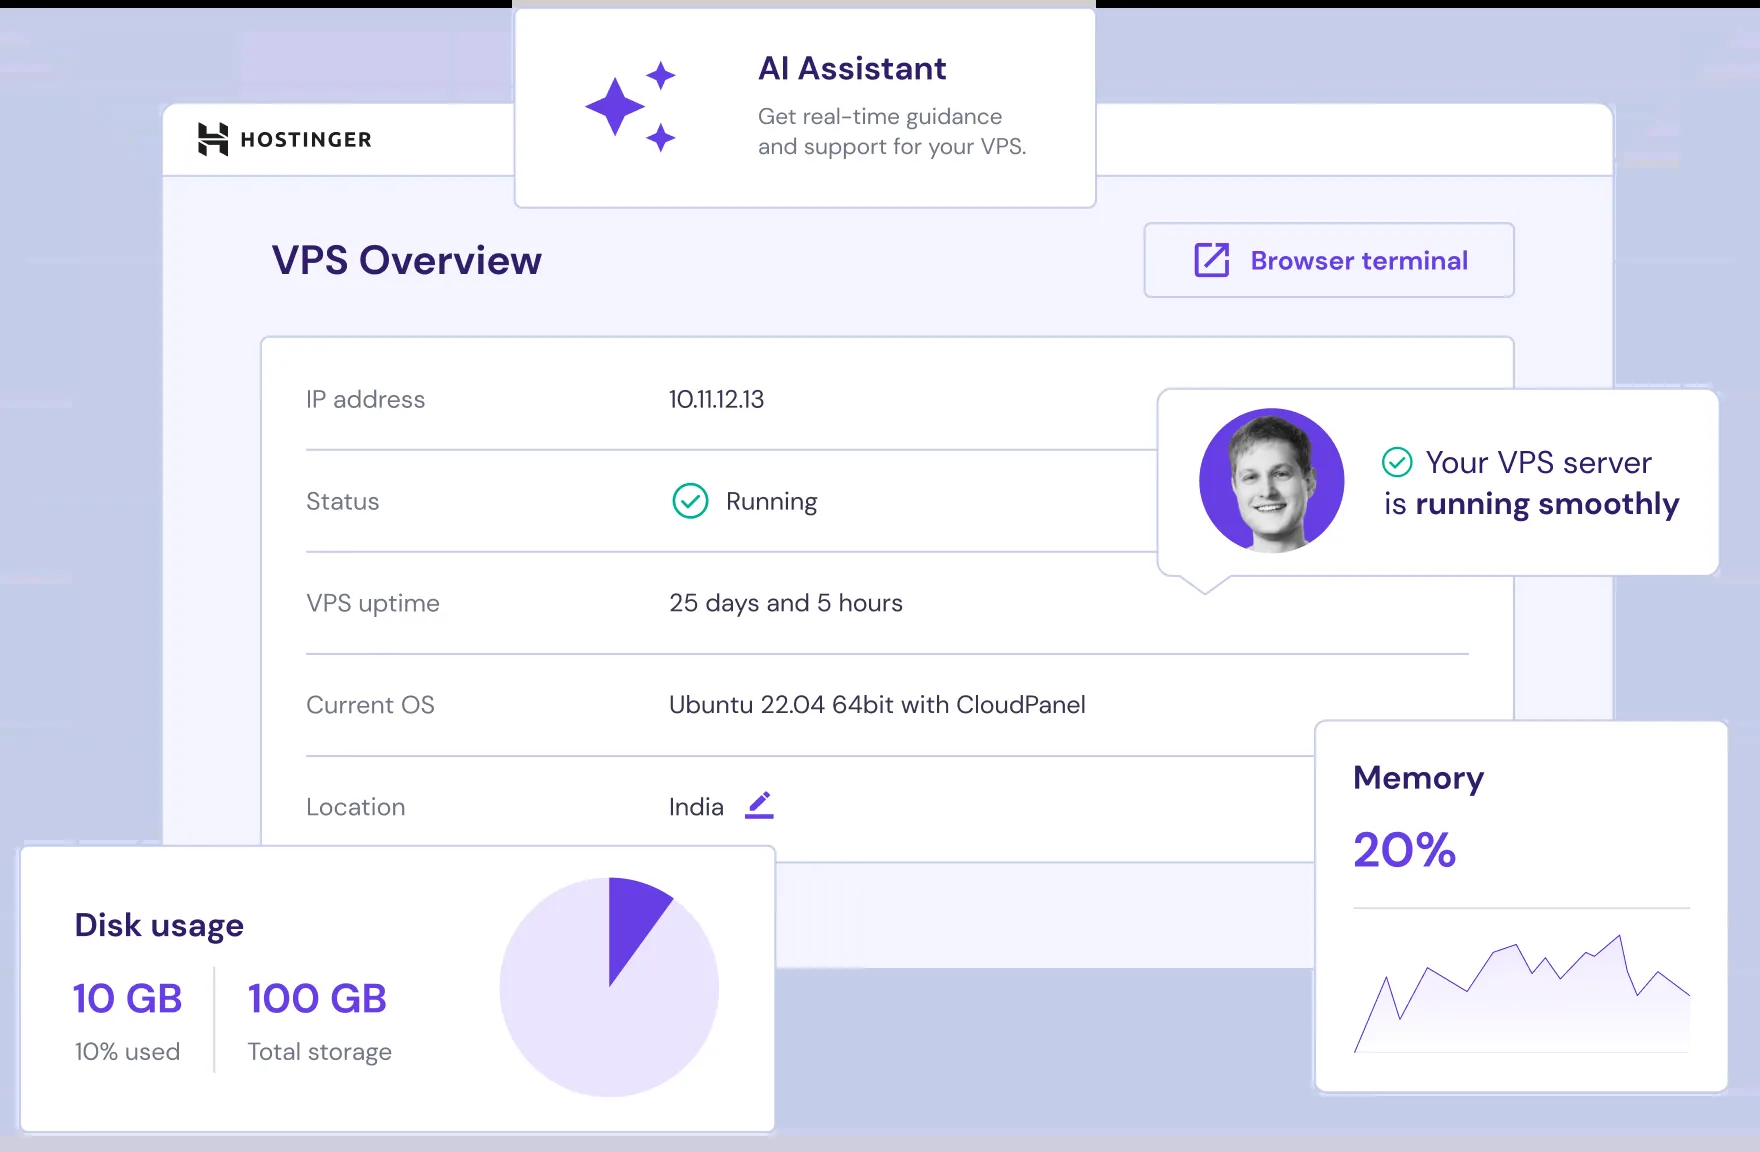 AI Assistant
Get real-time guidance
and support for your VPS.
HOSTINGER
VPS Overview
Browser terminal
IP address
10.11.12.13
Status
Running
Your VPS server
is running smoothly
VPS uptime
25 days and 5 hours
Current OS
Ubuntu 22.04 64bit with CloudPanel
Location
India
Memory
20%
Disk usage
10 GB
10% used
100 GB
Total storage